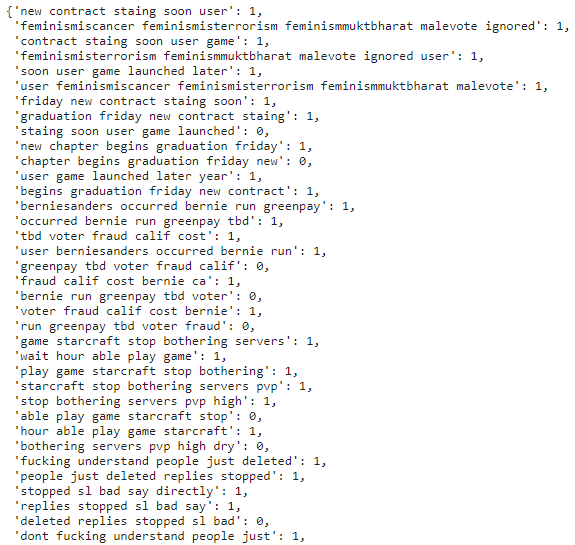 {'new contract staing soon user': 1,
'feminismiscancer feminismisterrorism feminismmuktbharat malevote ignored': 1,
'contract staing soon user game': 1,
'feminismisterrorism feminismmuktbharat malevote ignored user': 1,
'soon user game launched later': 1,
'user feminismiscancer feminismisterrorism feminismmuktbharat malevote': 1,
'friday new contract staing soon': 1,
'graduation friday new contract staing': 1,
'staing soon user game launched': 0,
'new chapter begins graduation friday': 1,
'chapter begins graduation friday new': 0,
'user game launched later year': 1,
'begins graduation friday new contract': 1,
'berniesanders occurred bernie run greenpay': 1,
'occurred bernie run greenpay tbd': 1,
'tbd voter fraud calif cost': 1,
'user berniesanders occurred bernie run': 1,
'greenpay tbd voter fraud calif': 0,
'fraud calif cost bernie ca': 1,
'bernie run greenpay tbd voter': 0,
'voter fraud calif cost bernie': 1,
'run greenpay tbd voter fraud': 0,
'game starcraft stop bothering servers': 1,
'wait hour able play game': 1,
'play game starcraft stop bothering': 1,
'starcraft stop bothering servers pvp': 1,
'stop bothering servers pvp high': 1,
'able play game starcraft stop': 0,
'hour able play game starcraft': 1,
'bothering servers pvp high dry': 0,
'fucking understand people just deleted': 1,
'people just deleted replies stopped': 1,
'stopped sl bad say directly': 1,
'replies stopped sl bad say': 1,
'deleted replies stopped sl bad': 0,
'dont fucking understand people just': 1,